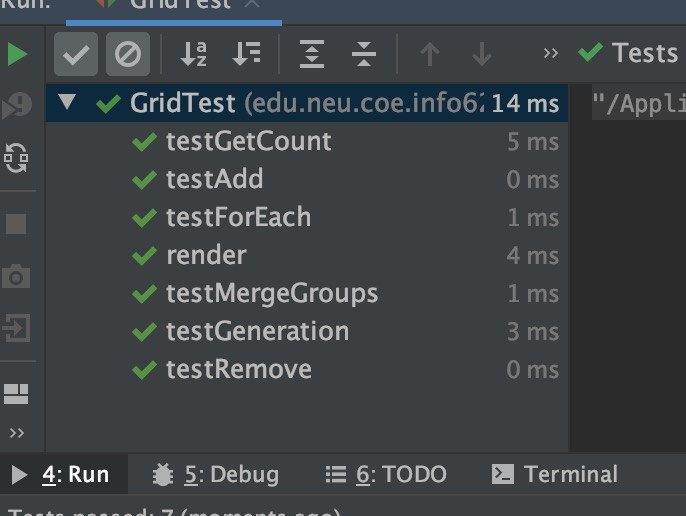 Run: GridTest ×
Tests
GridTest (edu.neu.coe.info62 14 ms
"/Appli
testGetCount 5 ms
testAdd 0 ms
testForEach 1 ms
render 4 ms
testMergeGroups 1 ms
testGeneration 3 ms
testRemove 0 ms
4: Run 5: Debug 6: TODO Terminal
Tests passed: 7 (moments ago)